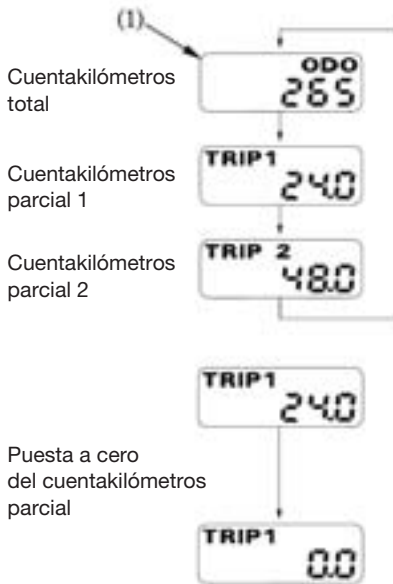 (1)
Cuentakilómetros
total
ODO
265
Cuentakilómetros
parcial 1
TRIP1
24.0
Cuentakilómetros
parcial 2
TRIP 2
48.0
TRIP1
24.0
Puesta a cero
del cuentakilómetros
parcial
TRIP1
0.0